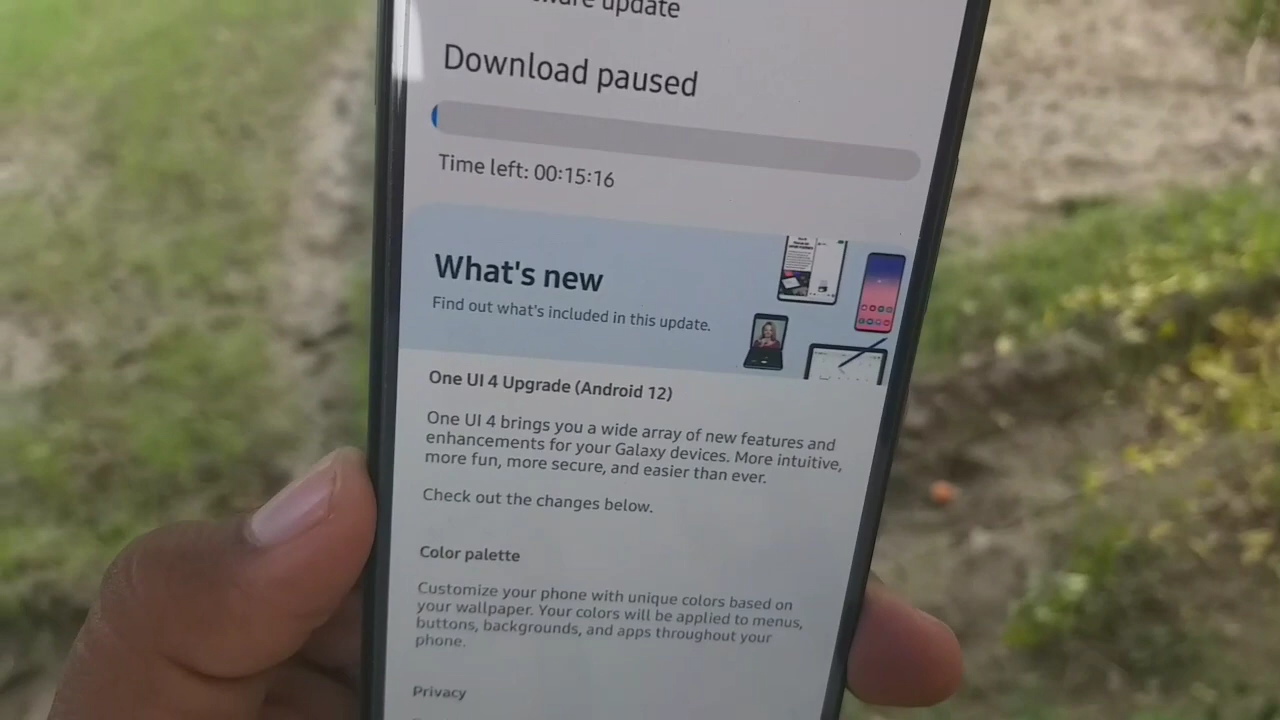 update
Download paused
Time left: 00:15:16
What's new
Find out what's included in this update.
One UI 4 Upgrade (Android 12)
One UI 4 brings you a wide array of new features and
enhancements for your Galaxy devices. More intuitive,
more fun, more secure, and easier than ever.
Check out the changes below.
Color palette
Customize your phone with unique colors based on
your wallpaper. Your colors will be applied to menus,
buttons, backgrounds, and apps throughout your
phone.
Privacy